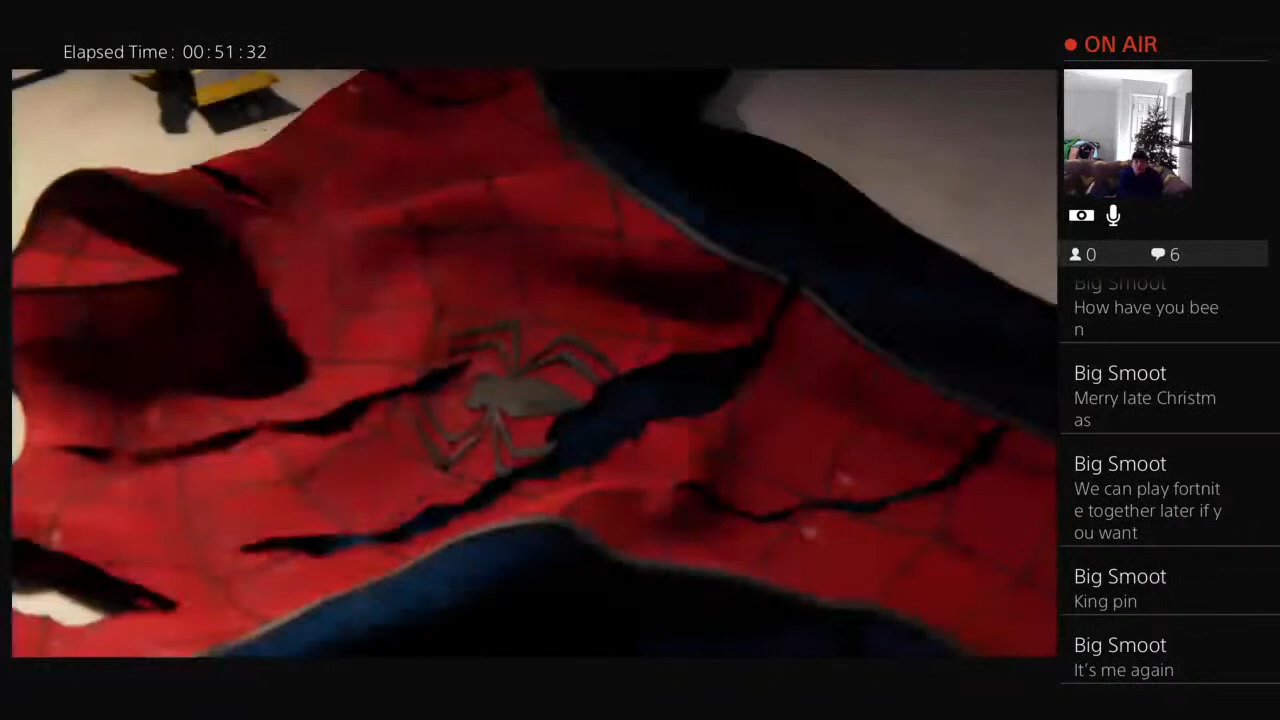 Elapsed Time: 00:51:32
ON AIR
0
6
Big Smoot
How have you bee
n
Big Smoot
Merry late Christm
as
Big Smoot
We can play fortnit
e together later if y
ou want
Big Smoot
King pin
Big Smoot
It's me again